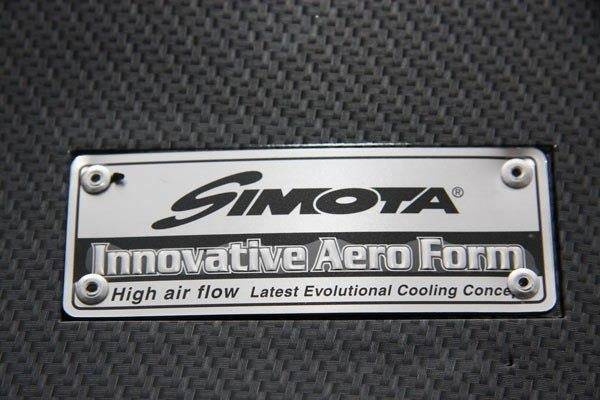 SIMOTA®
Innovative Aero Form
High air flow Latest Evolutional Cooling